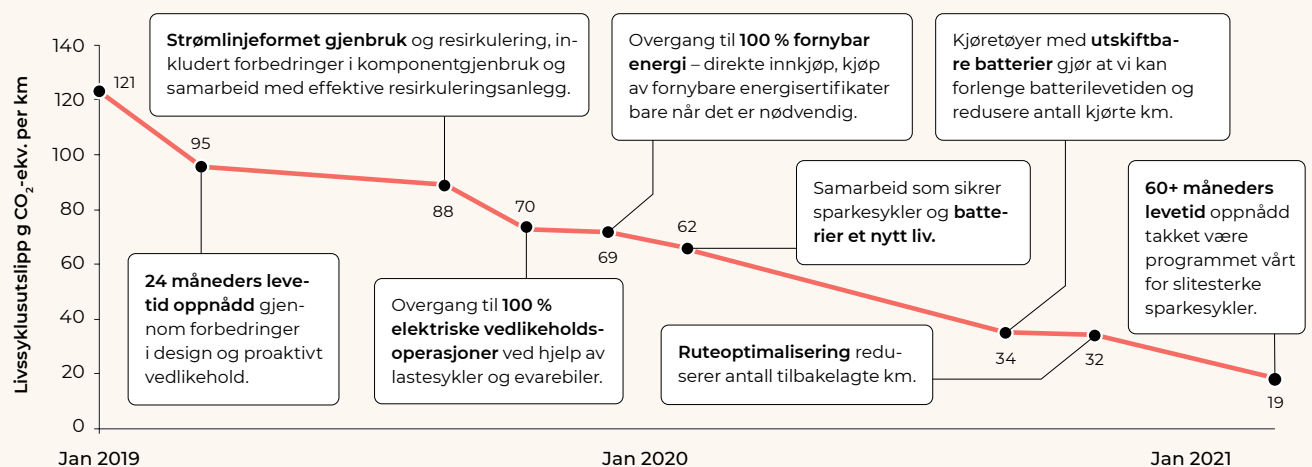 Livssyklusutslipp g CO₂-ekv. per km
140
120
100
80
60
40
20
0
121
95
88
70
69
62
34
32
19
Strømlinjeformet gjenbruk og resirkulering, in-
kludert forbedringer i komponentgjenbruk og
samarbeid med effektive resirkuleringsanlegg.
Overgang til 100 % fornybar
energi – direkte innkjøp, kjøp
av fornybare energisertifikater
bare når det er nødvendig.
Kjøretøyer med utskiftba-
re batterier gjør at vi kan
forlenge batterilevetiden og
redusere antall kjørte km.
24 måneders leve-
tid oppnådd gjen-
nom forbedringer
i design og proaktivt
vedlikehold.
Overgang til 100 %
elektriske vedlikeholds-
operasjoner ved hjelp av
lastesykler og evarebiler.
Samarbeid som sikrer
sparkesykler og batte-
rier et nytt liv.
Ruteoptimalisering redu-
serer antall tilbakelagte km.
60+ måneders
levetid oppnådd
takket være
programmet vårt
for slitesterke
sparkesykler.
Jan 2019
Jan 2020
Jan 2021